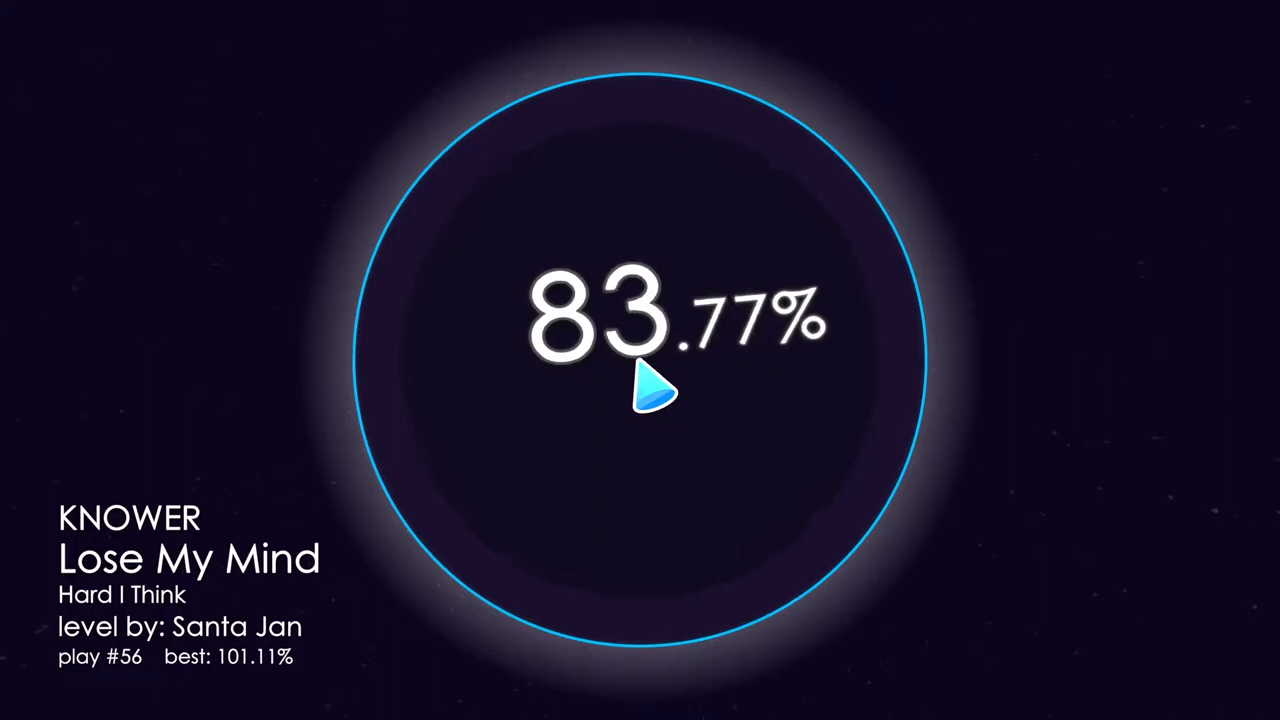 83.77%
KNOWER
Lose My Mind
Hard I Think
level by: Santa Jan
play #56 best: 101.11%